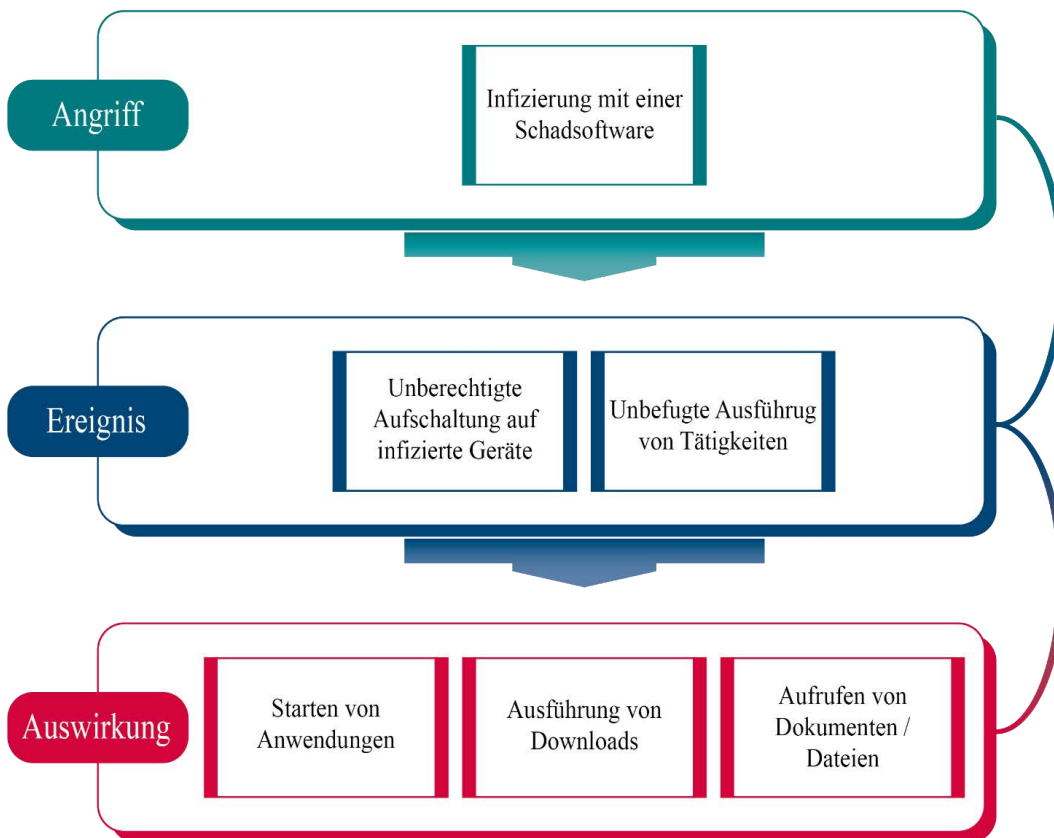 Angriff
Infizierung mit einer
Schadsoftware
Ereignis
Unberechtigte
Aufschaltung auf
infizierte Geräte
Unbefugte Ausführug
von Tätigkeiten
Auswirkung
Starten von
Anwendungen
Ausführung von
Downloads
Aufrufen von
Dokumenten /
Dateien